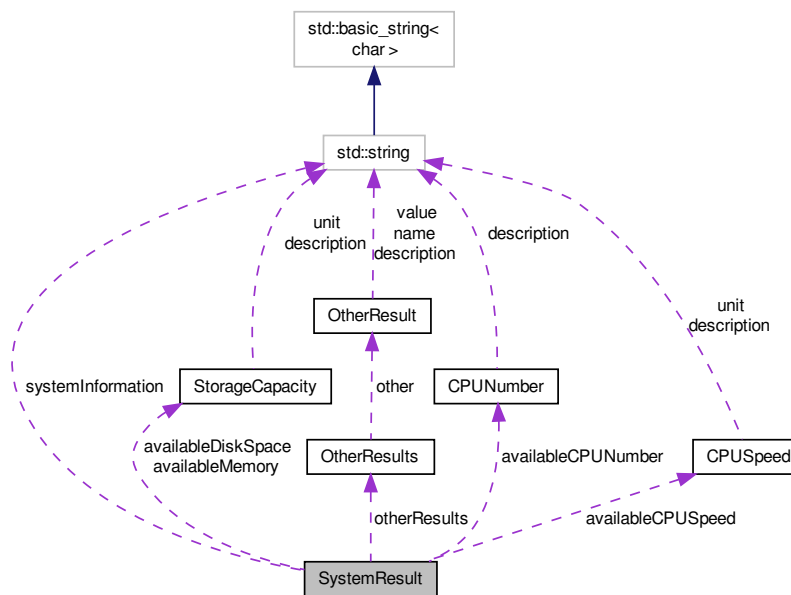 std::basic_string<
char >
std::string
unit
description
value
name
description
description
unit
description
OtherResult
systemInformation
StorageCapacity
other
CPUNumber
availableDiskSpace
availableMemory
OtherResults
availableCPUNumber
CPUSpeed
otherResults
availableCPUSpeed
SystemResult